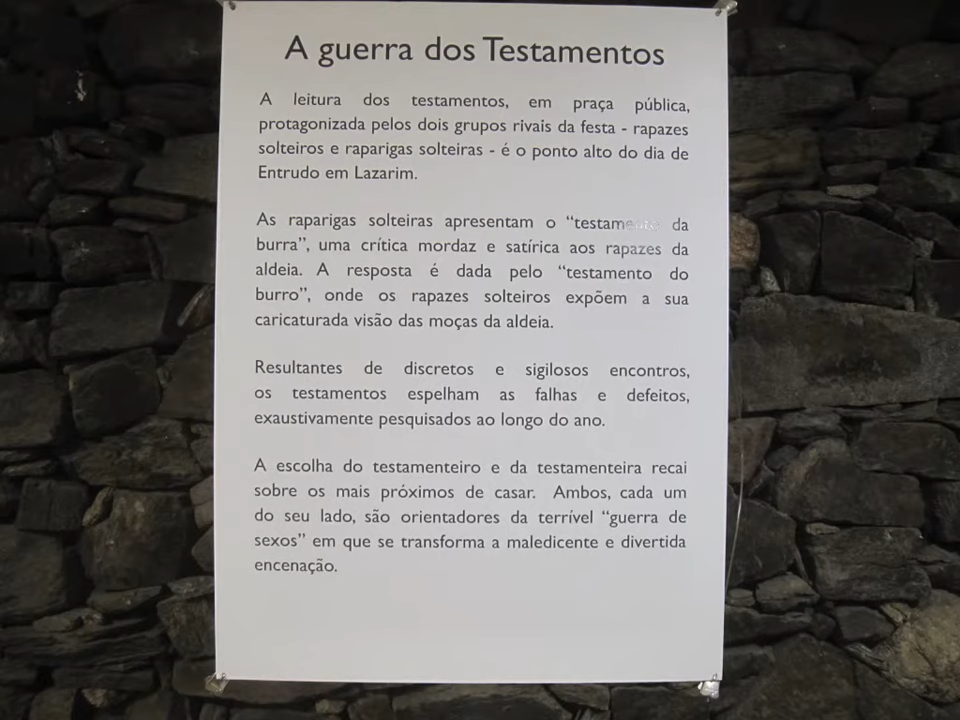 A guerra dos Testamentos
A leitura dos testamentos, em praça pública,
protagonizada pelos dois grupos rivais da festa - rapazes
solteiros e raparigas solteiras - é o ponto alto do dia de
Entrudo em Lazarim.
As raparigas solteiras apresentam o “testamento da
burra”, uma crítica mordaz e satírica aos rapazes da
aldeia. A resposta é dada pelo “testamento do
burro”, onde os rapazes solteiros expõem a sua
caricaturada visão das moças da aldeia.
Resultantes de discretos e sigilosos encontros,
os testamentos espelham as falhas e defeitos,
exaustivamente pesquisados ao longo do ano.
A escolha do testamenteiro e da testamenteira recai
sobre os mais próximos de casar. Ambos, cada um
do seu lado, são orientadores da terrível “guerra de
sexos” em que se transforma a maledicente e divertida
encenação.